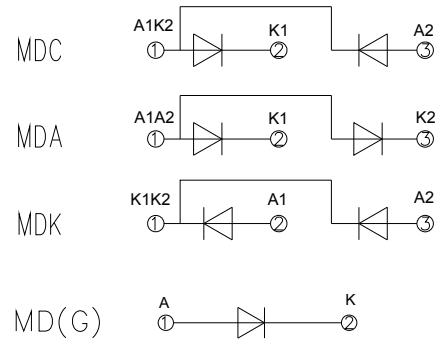 A1K2 K1 A2
MDC ① ② ③
A1A2 K1 K2
MDA ① ② ③
K1K2 A1 A2
MDK ① ② ③
A K
MD(G) ① ②